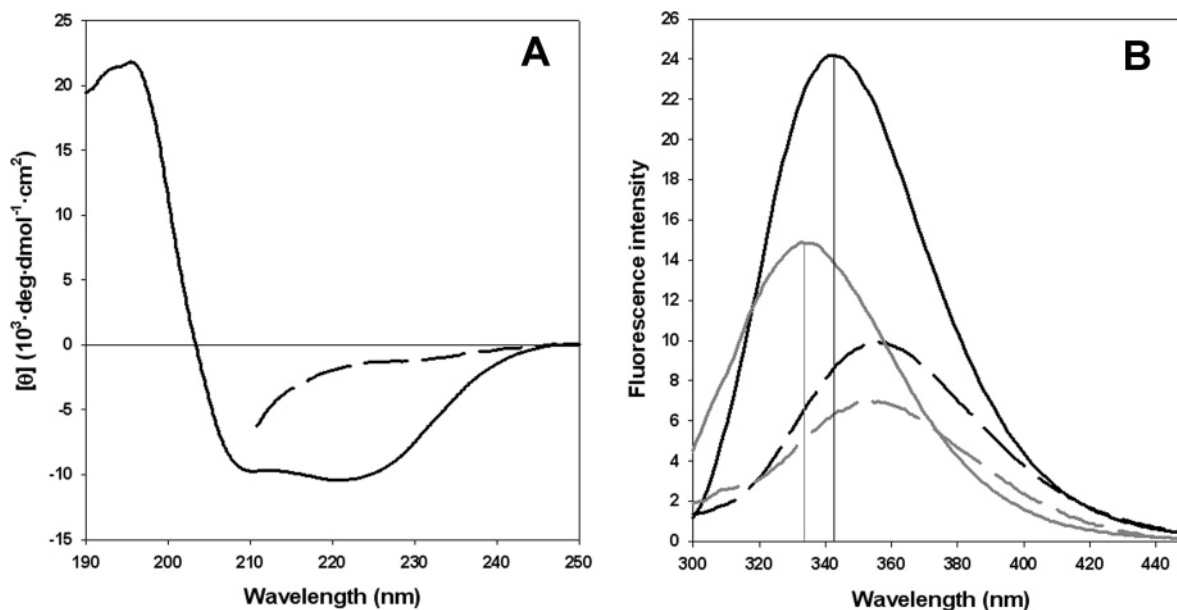 A
25
20
15
10
5
0
-5
-10
-15
[θ] (10³·deg·dmol⁻¹·cm²)
190 200 210 220 230 240 250
Wavelength (nm)
B
26
24
22
20
18
16
14
12
10
8
6
4
2
0
Fluorescence intensity
300 320 340 360 380 400 420 440
Wavelength (nm)